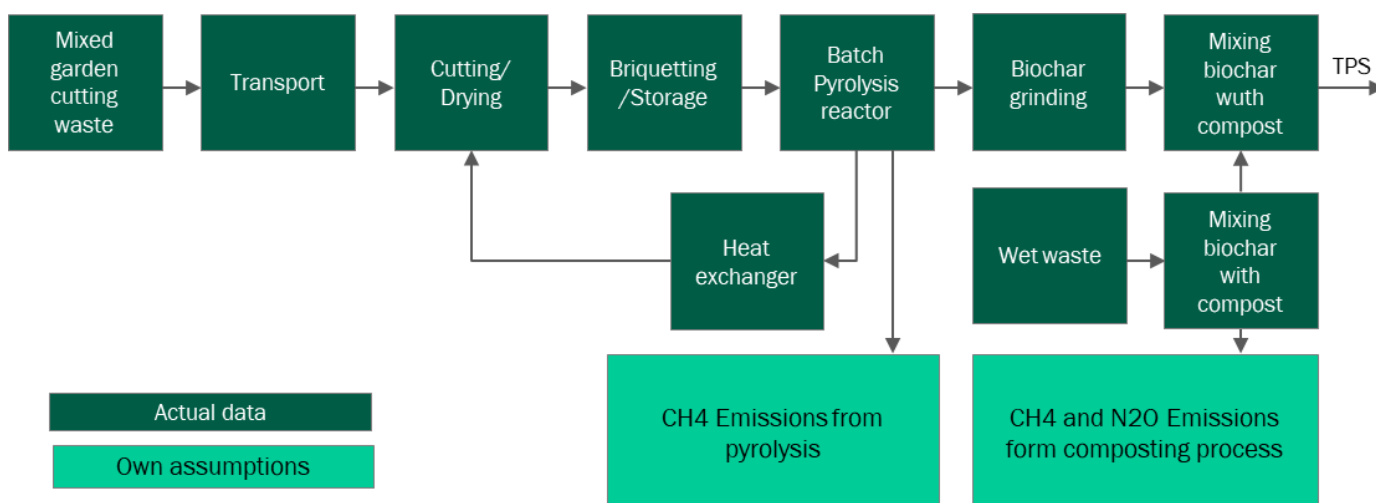 Mixed
garden
cutting
waste
Transport
Cutting/
Drying
Briquetting
/Storage
Batch
Pyrolysis
reactor
Biochar
grinding
Mixing
biochar
wuth
compost
TPS
Heat
exchanger
Wet waste
Mixing
biochar
with
compost
CH4 Emissions from
pyrolysis
CH4 and N2O Emissions
form composting process
Actual data
Own assumptions